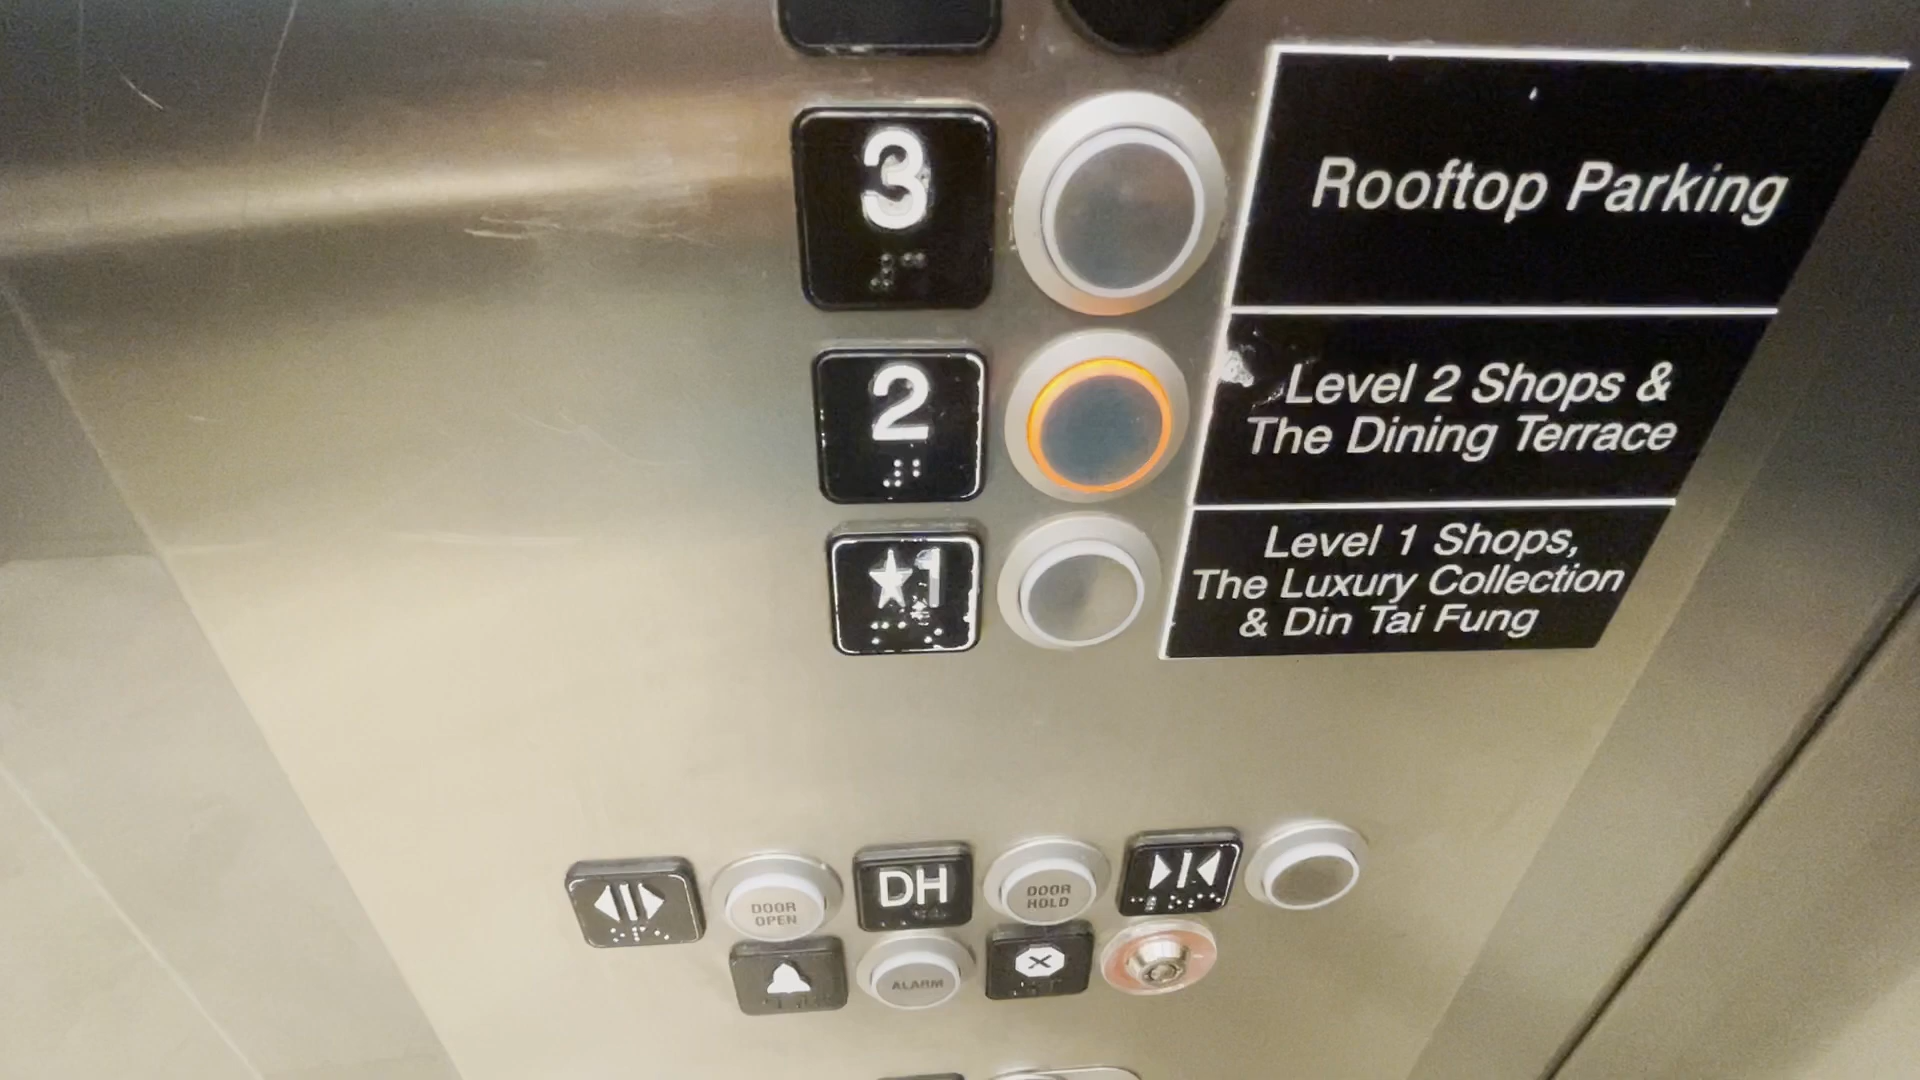 3
Rooftop Parking
2
Level 2 Shops &
The Dining Terrace
★1
Level 1 Shops,
The Luxury Collection
& Din Tai Fung
DOOR
OPEN
DH
DOOR
HOLD
ALARM